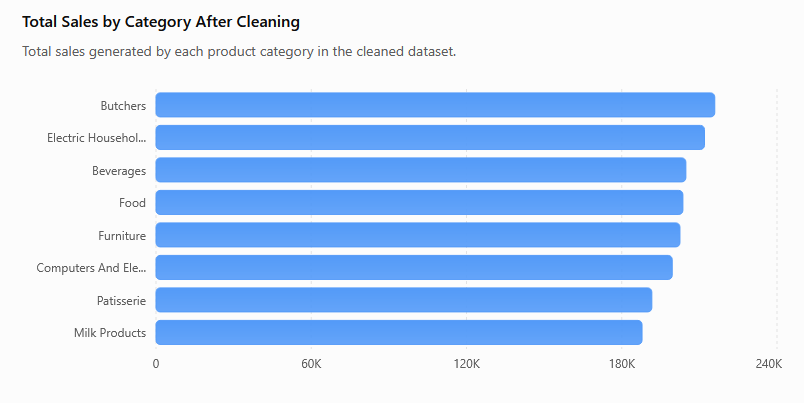 Total Sales by Category After Cleaning
Total sales generated by each product category in the cleaned dataset.
Butchers
Electric Househol...
Beverages
Food
Furniture
Computers And Ele...
Patisserie
Milk Products
0 60K 120K 180K 240K